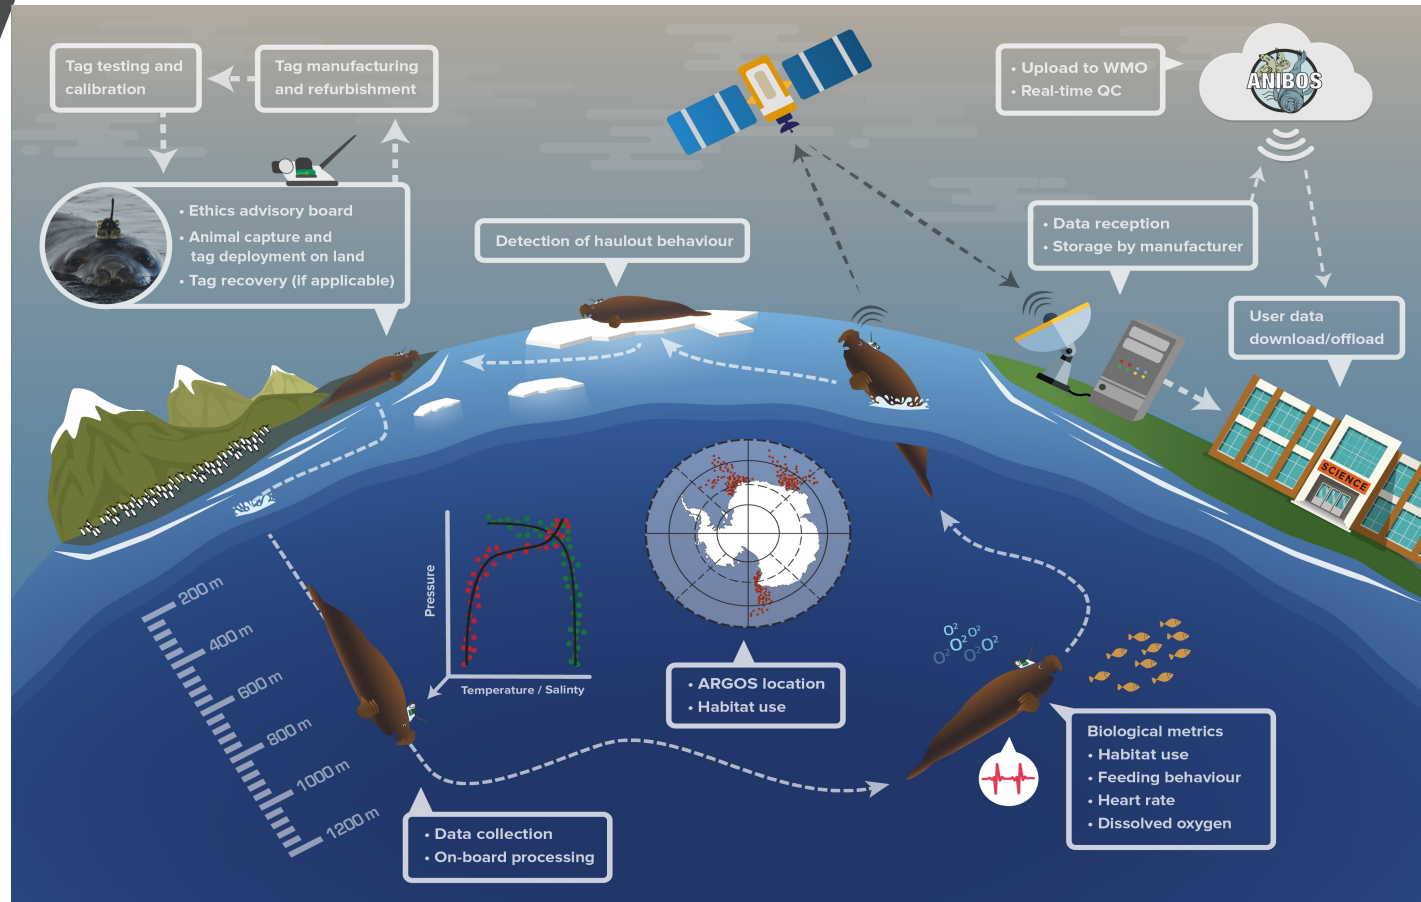 Tag testing and
calibration
Tag manufacturing
and refurbishment
• Ethics advisory board
• Animal capture and
tag deployment on land
• Tag recovery (if applicable)
Detection of haulout behaviour
• Upload to WMO
• Real-time QC
ANIBOS
• Data reception
• Storage by manufacturer
User data
download/offload
SCIENCE
200 m
400 m
600 m
800 m
1000 m
1200 m
Pressure
Temperature / Salinty
• ARGOS location
• Habitat use
O²
O²
O²
O²
O²
O²
Biological metrics
• Habitat use
• Feeding behaviour
• Heart rate
• Dissolved oxygen
• Data collection
• On-board processing